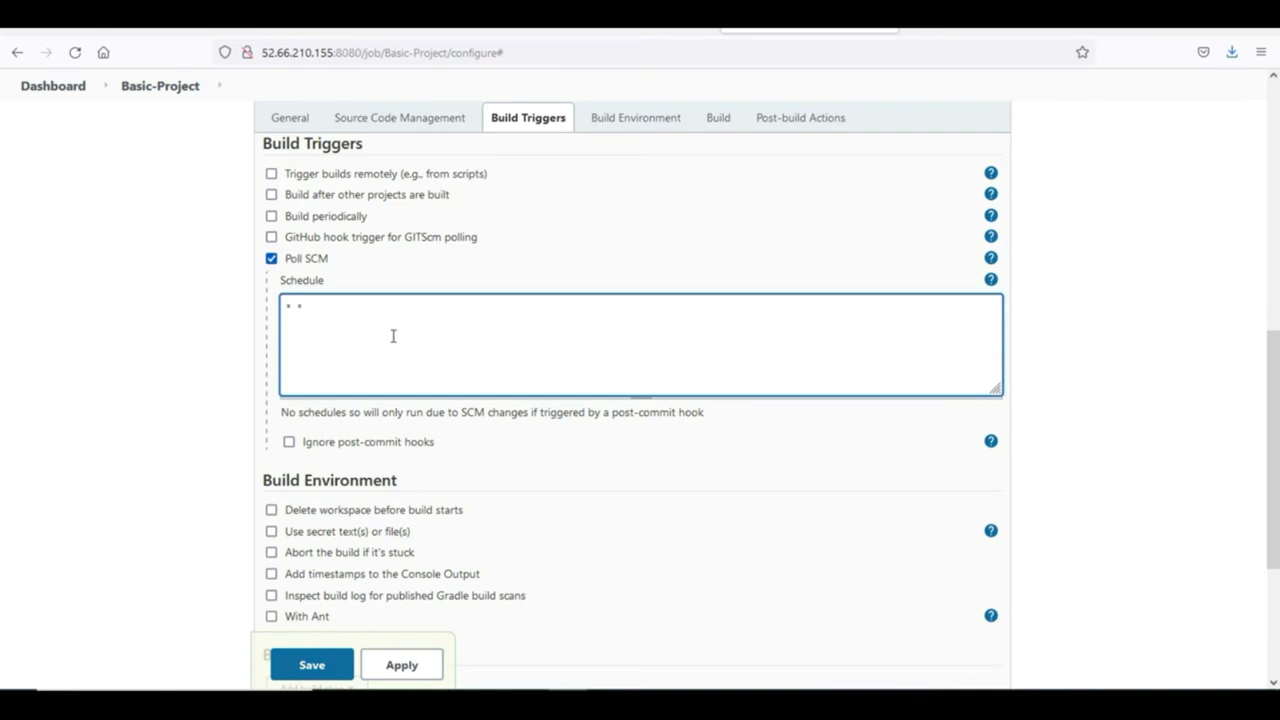 52.66.210.155:8080/job/Basic-Project/configure#
Dashboard Basic-Project
General Source Code Management Build Triggers Build Environment Build Post-build Actions
Build Triggers
Trigger builds remotely (e.g., from scripts) ?
Build after other projects are built ?
Build periodically ?
GitHub hook trigger for GITScm polling ?
Poll SCM ?
Schedule ?
* *
No schedules so will only run due to SCM changes if triggered by a post-commit hook
Ignore post-commit hooks ?
Build Environment
Delete workspace before build starts
Use secret text(s) or file(s) ?
Abort the build if it's stuck
Add timestamps to the Console Output
Inspect build log for published Gradle build scans
With Ant ?
Save Apply